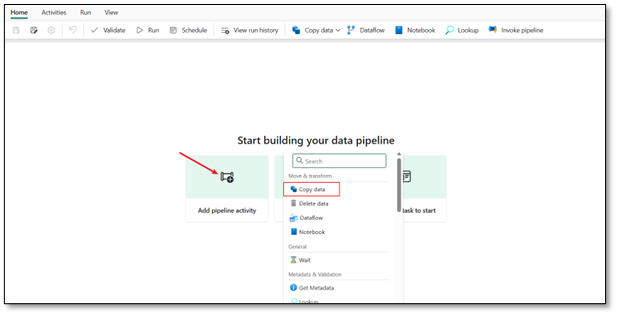 Home Activities Run View
Validate Run Schedule View run history Copy data Dataflow Notebook Lookup Invoke pipeline
Start building your data pipeline
Search
Move & transform
Copy data
Delete data
Dataflow
Notebook
General
Wait
Metadata & Validation
Get Metadata
Lookup
Add pipeline activity
task to start